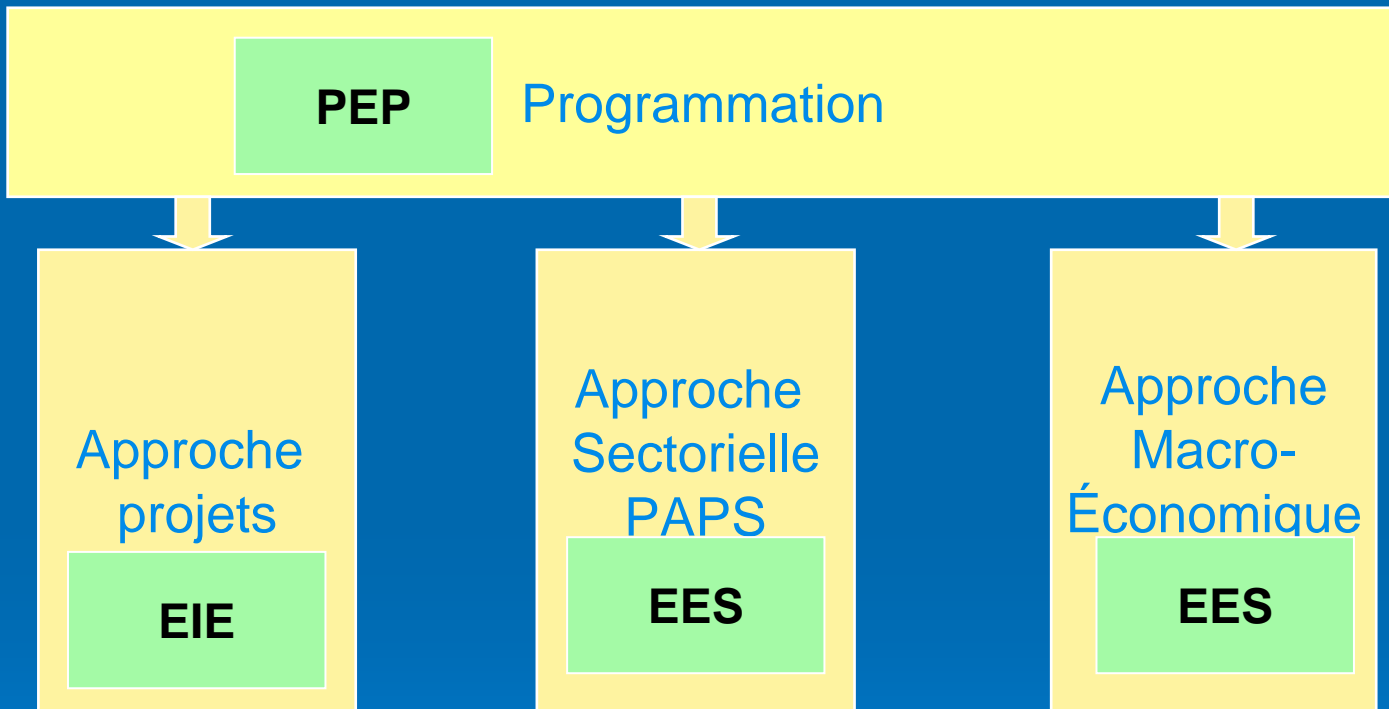 PEP Programmation
Approche
projets
EIE
Approche
Sectorielle
PAPS
EES
Approche
Macro-
Économique
EES